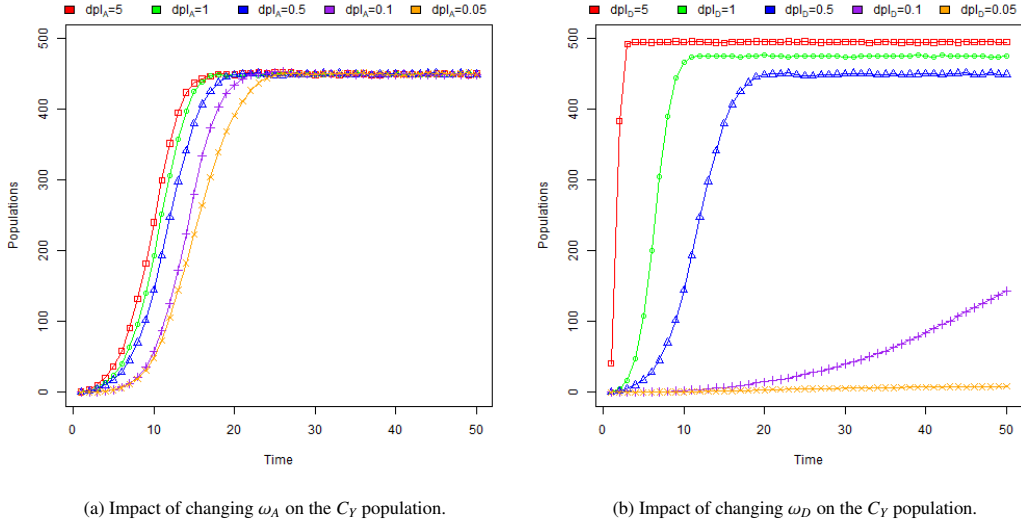 dpl_A=5 dpl_A=1 dpl_A=0.5 dpl_A=0.1 dpl_A=0.05
500
400
300
200
100
0
Populations
0 10 20 30 40 50
Time
(a) Impact of changing ω_A on the C_Y population.
dpl_D=5 dpl_D=1 dpl_D=0.5 dpl_D=0.1 dpl_D=0.05
500
400
300
200
100
0
Populations
0 10 20 30 40 50
Time
(b) Impact of changing ω_D on the C_Y population.